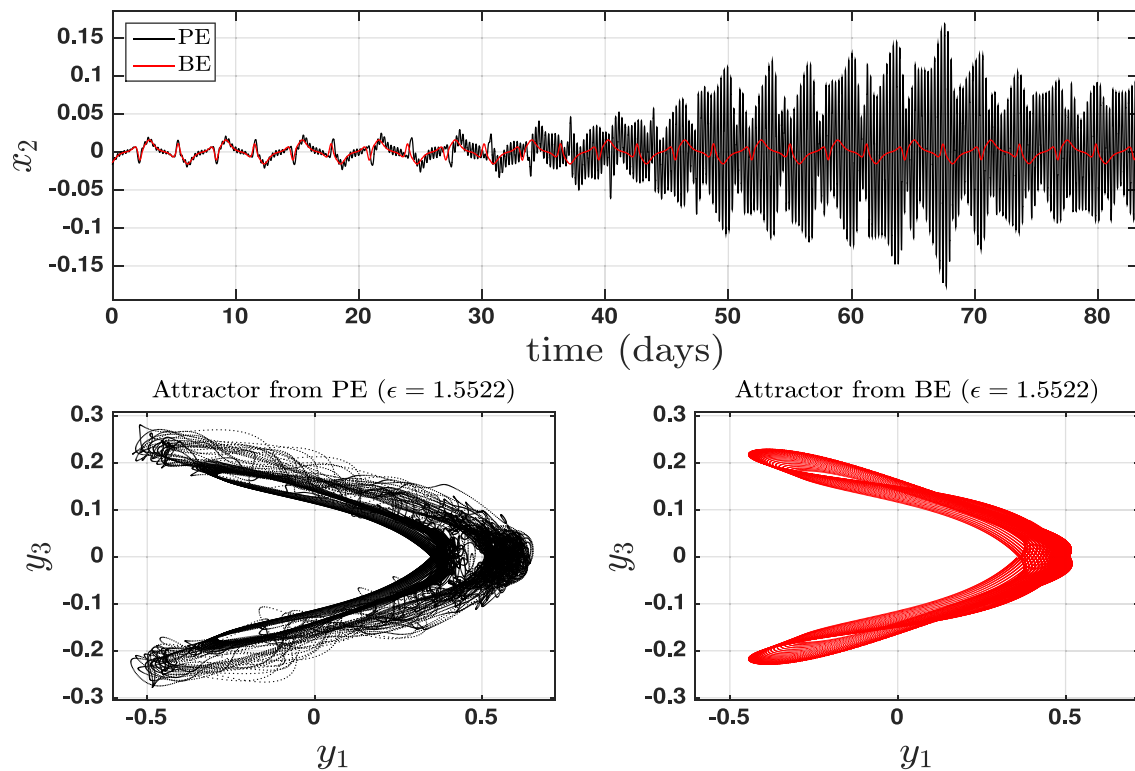 0.15
0.1
0.05
0
-0.05
-0.1
-0.15
x₂
PE
BE
0 10 20 30 40 50 60 70 80
time (days)
Attractor from PE (ϵ = 1.5522)
0.3
0.2
0.1
0
-0.1
-0.2
-0.3
y₃
-0.5 0 0.5
y₁
Attractor from BE (ϵ = 1.5522)
0.3
0.2
0.1
0
-0.1
-0.2
-0.3
y₃
-0.5 0 0.5
y₁